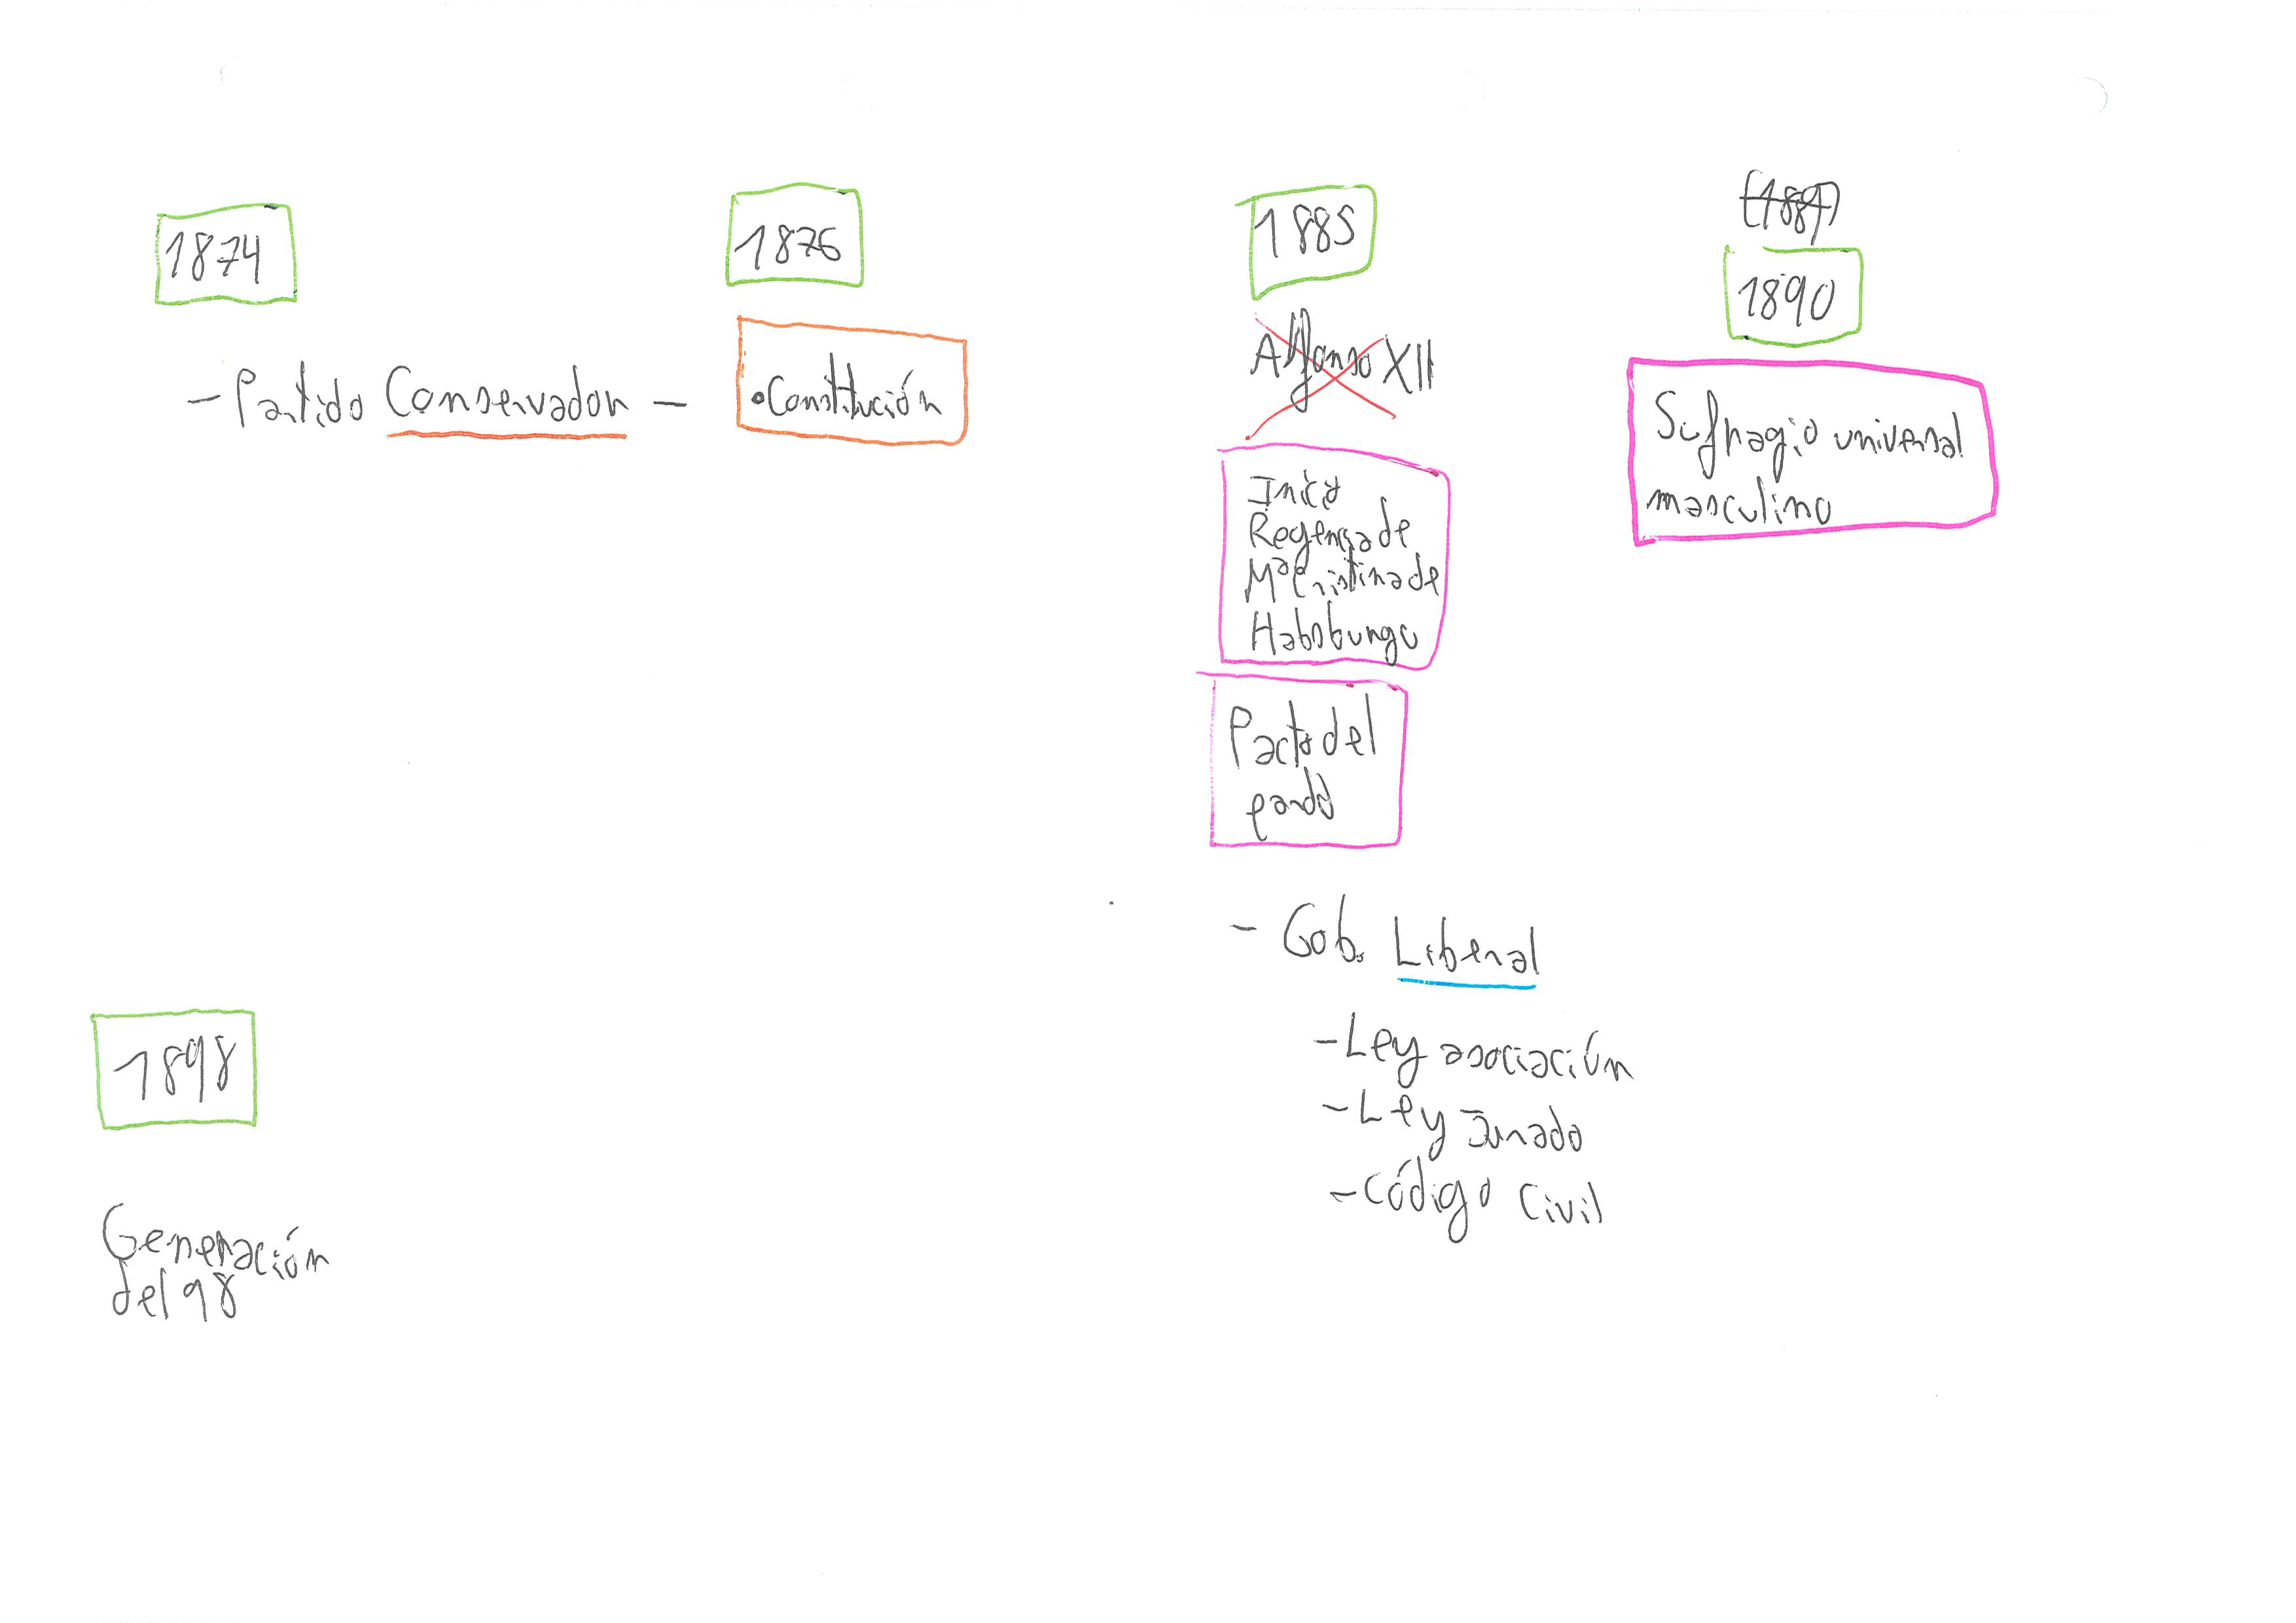 1874
- Partido Conservador -
1876
• Constitución
1885
Alfonso XII
Inicio
Regencia de
Mª Cristina de
Habsburgo
Pacto del
pardo
- Gob. Liberal
- Ley asociación
- Ley Jurado
- Código Civil
1890
Sufragio universal
masculino
1898
Generación
del 98